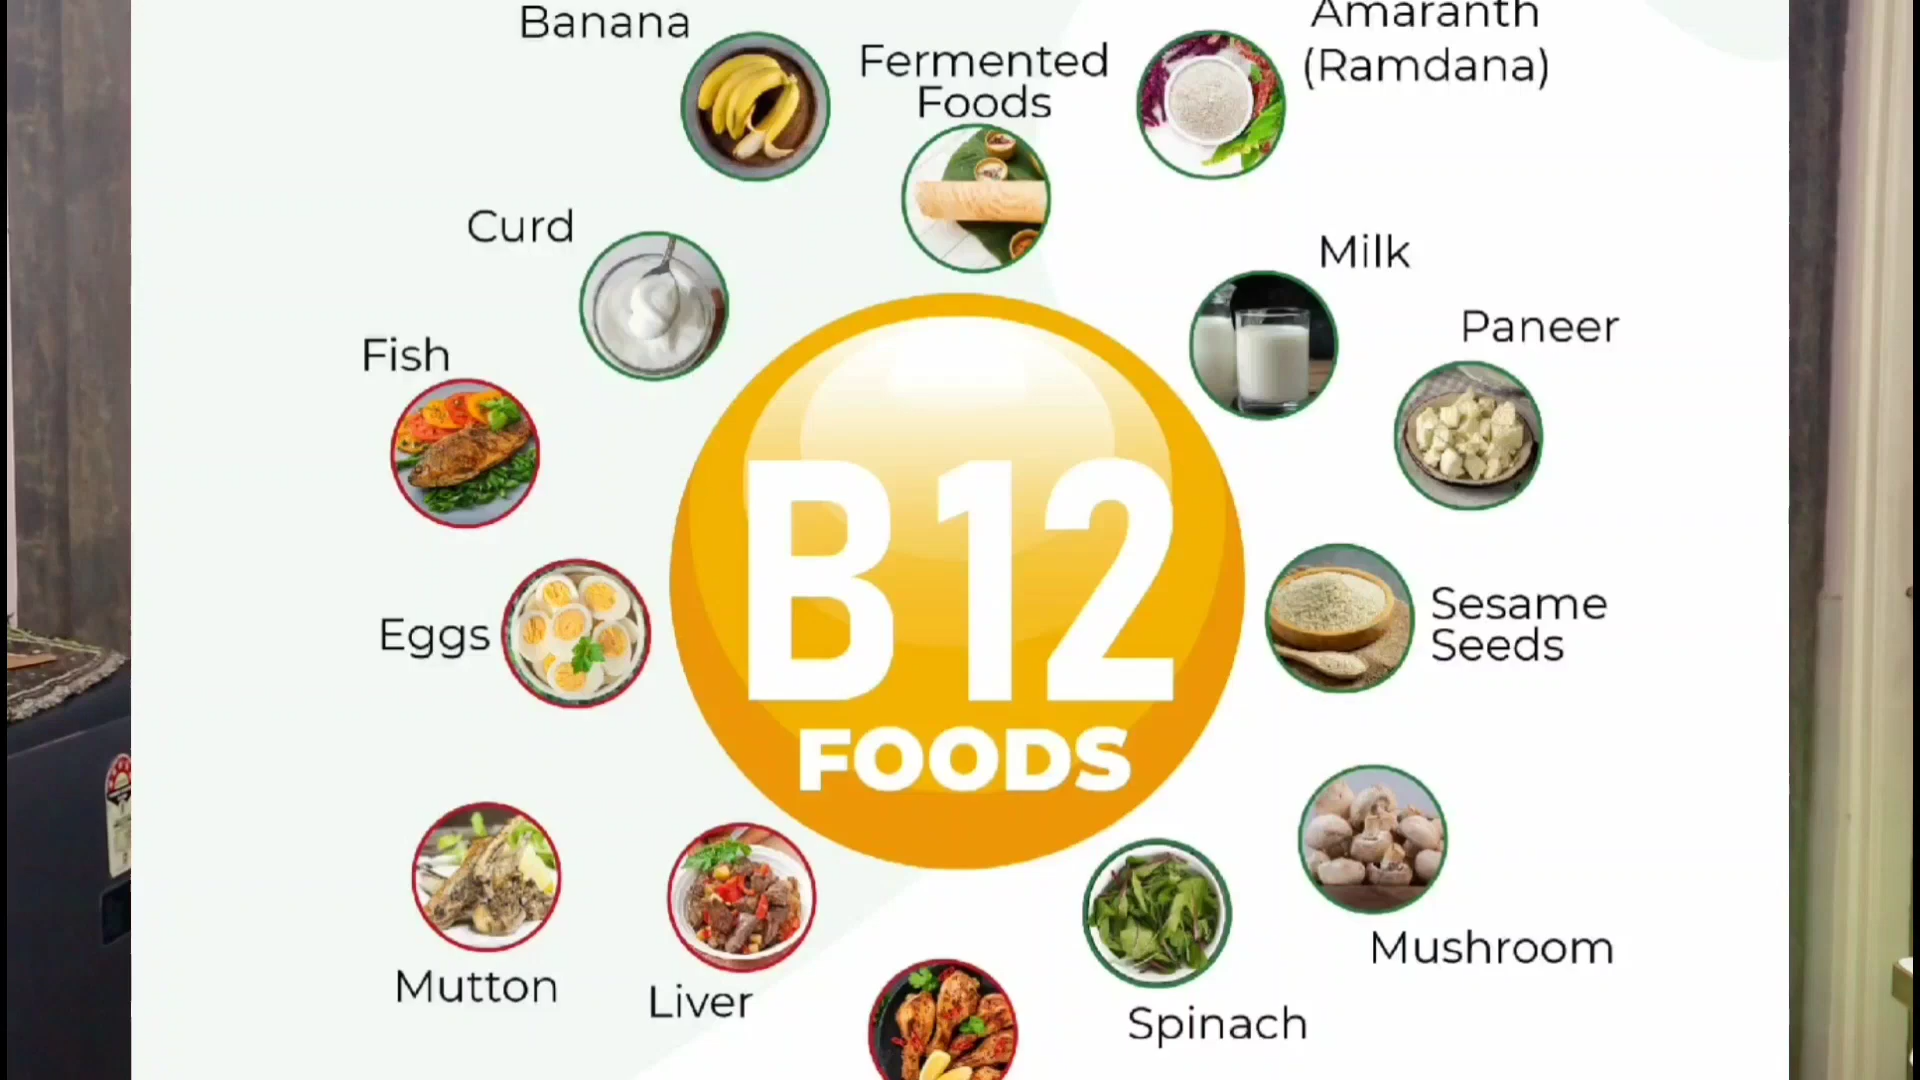 Banana
Fermented
Foods
Amaranth
(Ramdana)
Curd
Milk
Fish
Paneer
B12
FOODS
Eggs
Sesame
Seeds
Mutton
Liver
Spinach
Mushroom